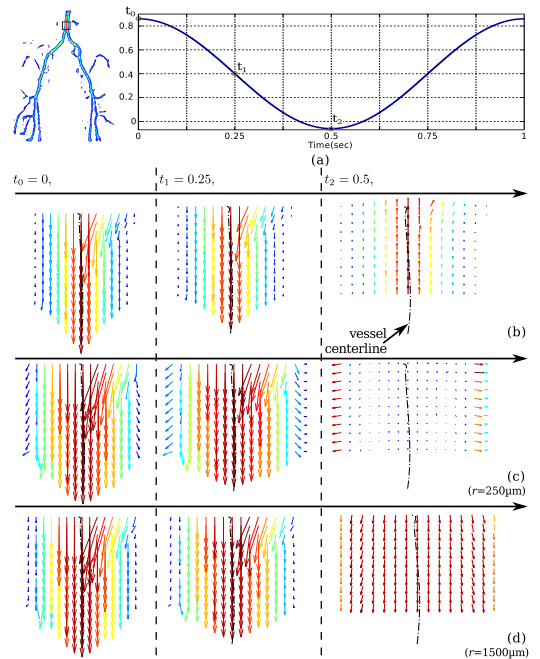 t₀
0.8
0.6
0.4
0.2
0
t₁
t₂
0 0.25 0.5 0.75 1
Time(sec)
(a)
t₀ = 0, t₁ = 0.25, t₂ = 0.5,
vessel
centerline
(b)
(c)
(r=250μm)
(d)
(r=1500μm)